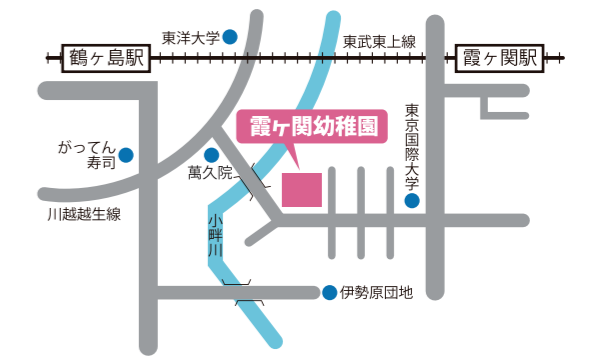 東洋大学
東武東上線
鶴ヶ島駅
霞ヶ関駅
霞ヶ関幼稚園
東京国際大学
がってん
寿司
萬久院
川越越生線
小畔川
伊勢原団地